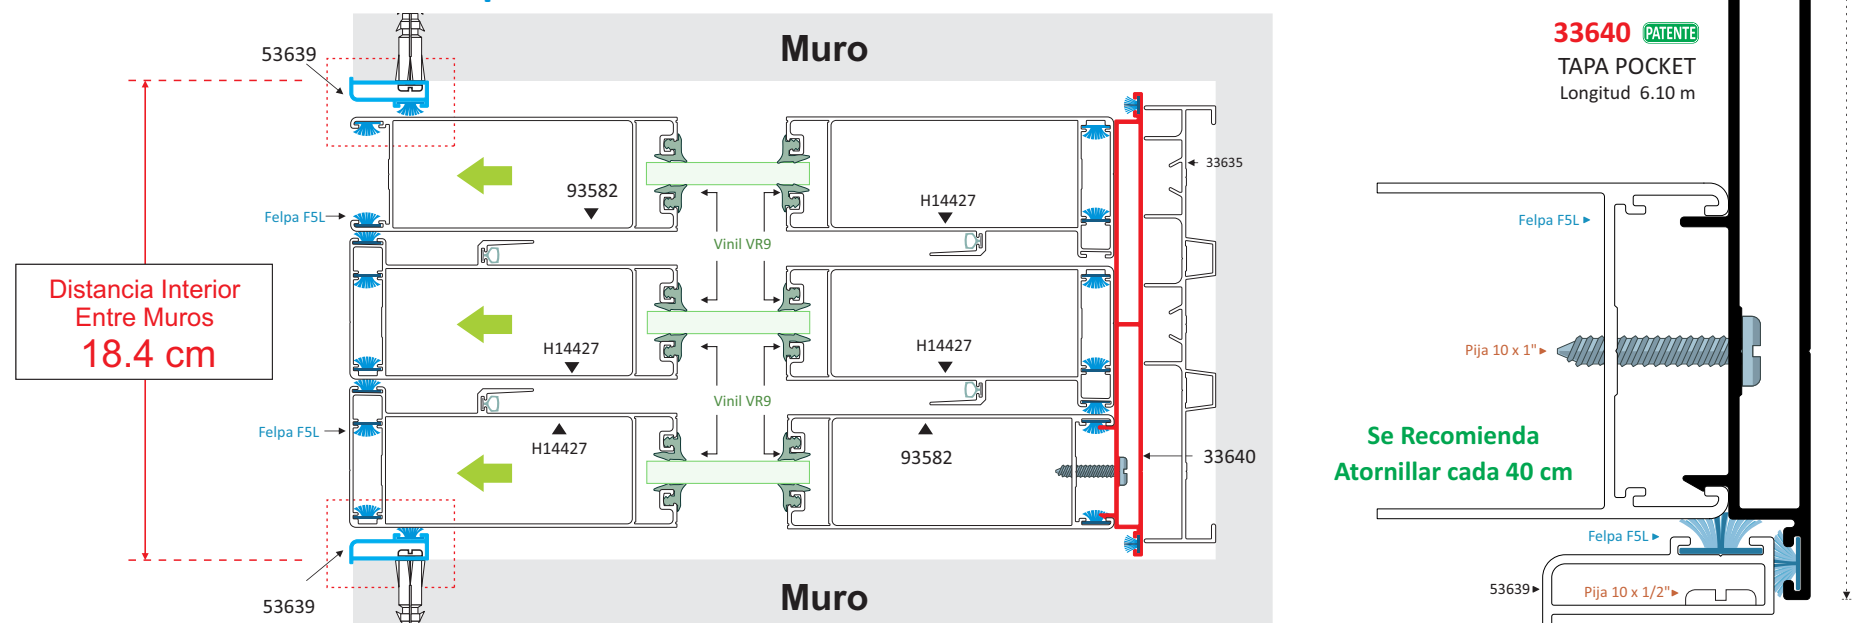 Muro
53639
93582
Felpa F5L
H14427
33635
Vinil VR9
Distancia Interior
Entre Muros
18.4 cm
H14427
H14427
Vinil VR9
Felpa F5L
H14427
93582
33640
53639
Muro
33640 PATENTE
TAPA POCKET
Longitud 6.10 m
Felpa F5L
Pija 10 x 1"
Se Recomienda
Atornillar cada 40 cm
Felpa F5L
53639
Pija 10 x 1/2"